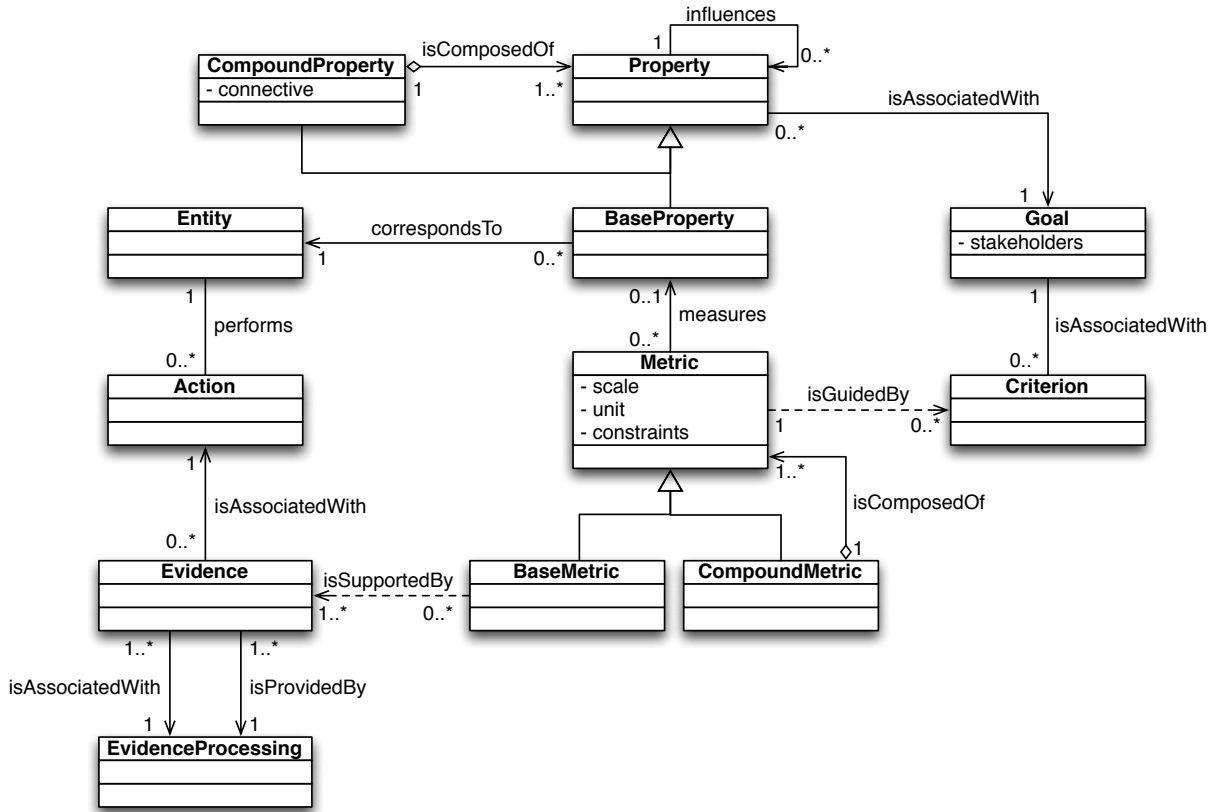 influences
1
0..*
CompoundProperty
- connective
isComposedOf
1
1..*
Property
isAssociatedWith
0..*
1
Entity
correspondsTo
1
0..*
BaseProperty
Goal
- stakeholders
1
performs
0..*
0..1
measures
0..*
1
isAssociatedWith
0..*
Action
Metric
- scale
- unit
- constraints
isGuidedBy
1
0..*
Criterion
1
isAssociatedWith
0..*
1..*
isComposedOf
1
Evidence
isSupportedBy
1..*
0..*
BaseMetric
CompoundMetric
1..*
1..*
isAssociatedWith
isProvidedBy
1
1
EvidenceProcessing